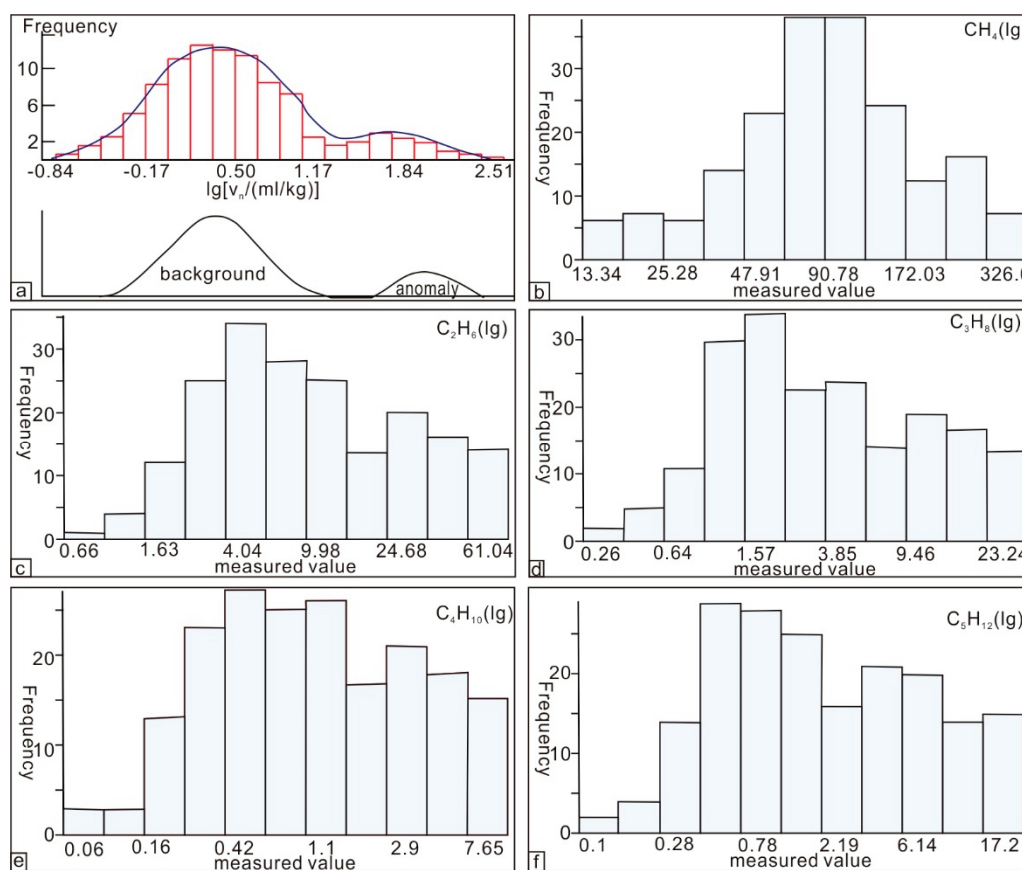 Frequency
10
6
2
-0.84 -0.17 0.50 1.17 1.84 2.51
lg[vₙ/(ml/kg)]
background
anomaly
a
CH₄(lg
Frequency
30
20
10
0
13.34 25.28 47.91 90.78 172.03 326.0
measured value
b
C₂H₆(lg)
Frequency
30
20
10
0
0.66 1.63 4.04 9.98 24.68 61.04
measured value
c
C₃H₈(lg)
Frequency
30
20
10
0
0.26 0.64 1.57 3.85 9.46 23.24
measured value
d
C₄H₁₀(lg)
Frequency
20
10
0
0.06 0.16 0.42 1.1 2.9 7.65
measured value
e
C₅H₁₂(lg)
Frequency
20
10
0
0.1 0.28 0.78 2.19 6.14 17.2
measured value
f